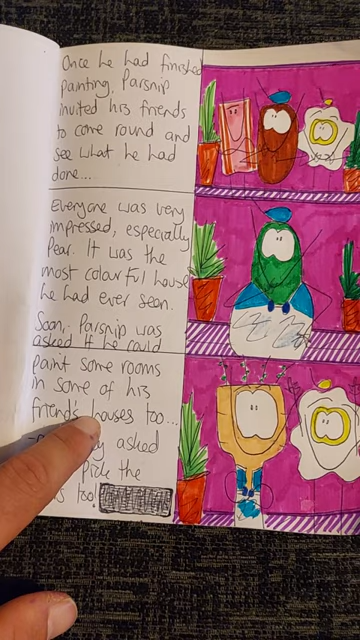 Once he had finished
painting, Parsnip
invited his friends
to come round and
see what he had
done...
Everyone was very
impressed, especially
Pear. It was the
most colourful house
he had ever seen.
Soon, Parsnip was
asked if he could
paint some rooms
in some of his
friend's houses too...
asked
the
too!